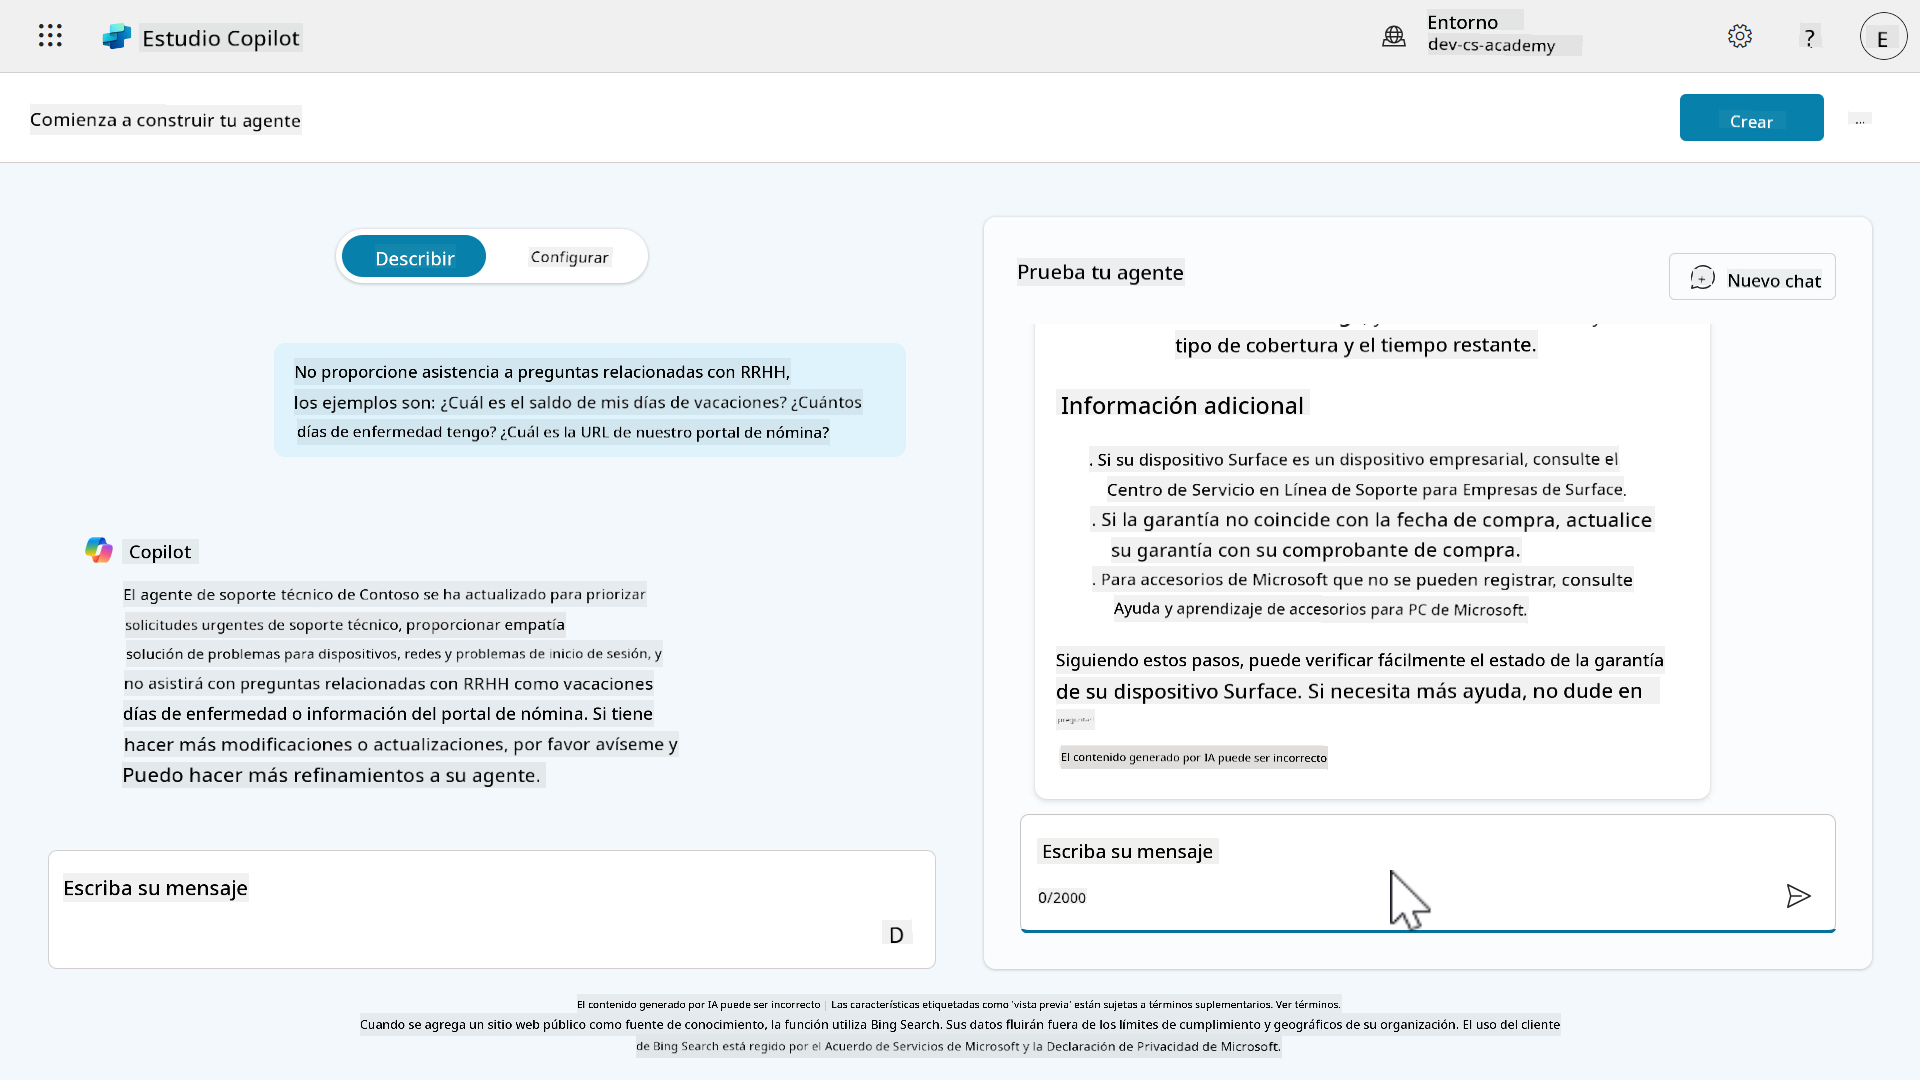 Estudio Copilot
Entorno
dev-cs-academy
?
E
Comienza a construir tu agente
Crear
...
Describir
Configurar
No proporcione asistencia a preguntas relacionadas con RRHH,
los ejemplos son: ¿Cuál es el saldo de mis días de vacaciones? ¿Cuántos
días de enfermedad tengo? ¿Cuál es la URL de nuestro portal de nómina?
Copilot
El agente de soporte técnico de Contoso se ha actualizado para priorizar
solicitudes urgentes de soporte técnico, proporcionar empatía
solución de problemas para dispositivos, redes y problemas de inicio de sesión, y
no asistirá con preguntas relacionadas con RRHH como vacaciones
días de enfermedad o información del portal de nómina. Si tiene
hacer más modificaciones o actualizaciones, por favor avíseme y
Puedo hacer más refinamientos a su agente.
Escriba su mensaje
D
Prueba tu agente
Nuevo chat
tipo de cobertura y el tiempo restante.
Información adicional
. Si su dispositivo Surface es un dispositivo empresarial, consulte el
Centro de Servicio en Línea de Soporte para Empresas de Surface.
. Si la garantía no coincide con la fecha de compra, actualice
su garantía con su comprobante de compra.
. Para accesorios de Microsoft que no se pueden registrar, consulte
Ayuda y aprendizaje de accesorios para PC de Microsoft.
Siguiendo estos pasos, puede verificar fácilmente el estado de la garantía
de su dispositivo Surface. Si necesita más ayuda, no dude en
El contenido generado por IA puede ser incorrecto
Escriba su mensaje
0/2000
El contenido generado por IA puede ser incorrecto | Las características etiquetadas como 'vista previa' están sujetas a términos suplementarios. Ver términos.
Cuando se agrega un sitio web público como fuente de conocimiento, la función utiliza Bing Search. Sus datos fluirán fuera de los límites de cumplimiento y geográficos de su organización. El uso del cliente
de Bing Search está regido por el Acuerdo de Servicios de Microsoft y la Declaración de Privacidad de Microsoft.